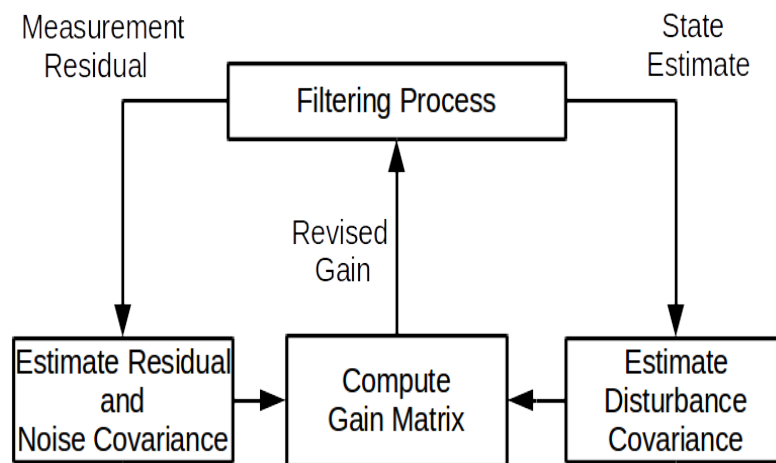 Measurement
Residual
State
Estimate
Filtering Process
Revised
Gain
Estimate Residual
and
Noise Covariance
Compute
Gain Matrix
Estimate
Disturbance
Covariance